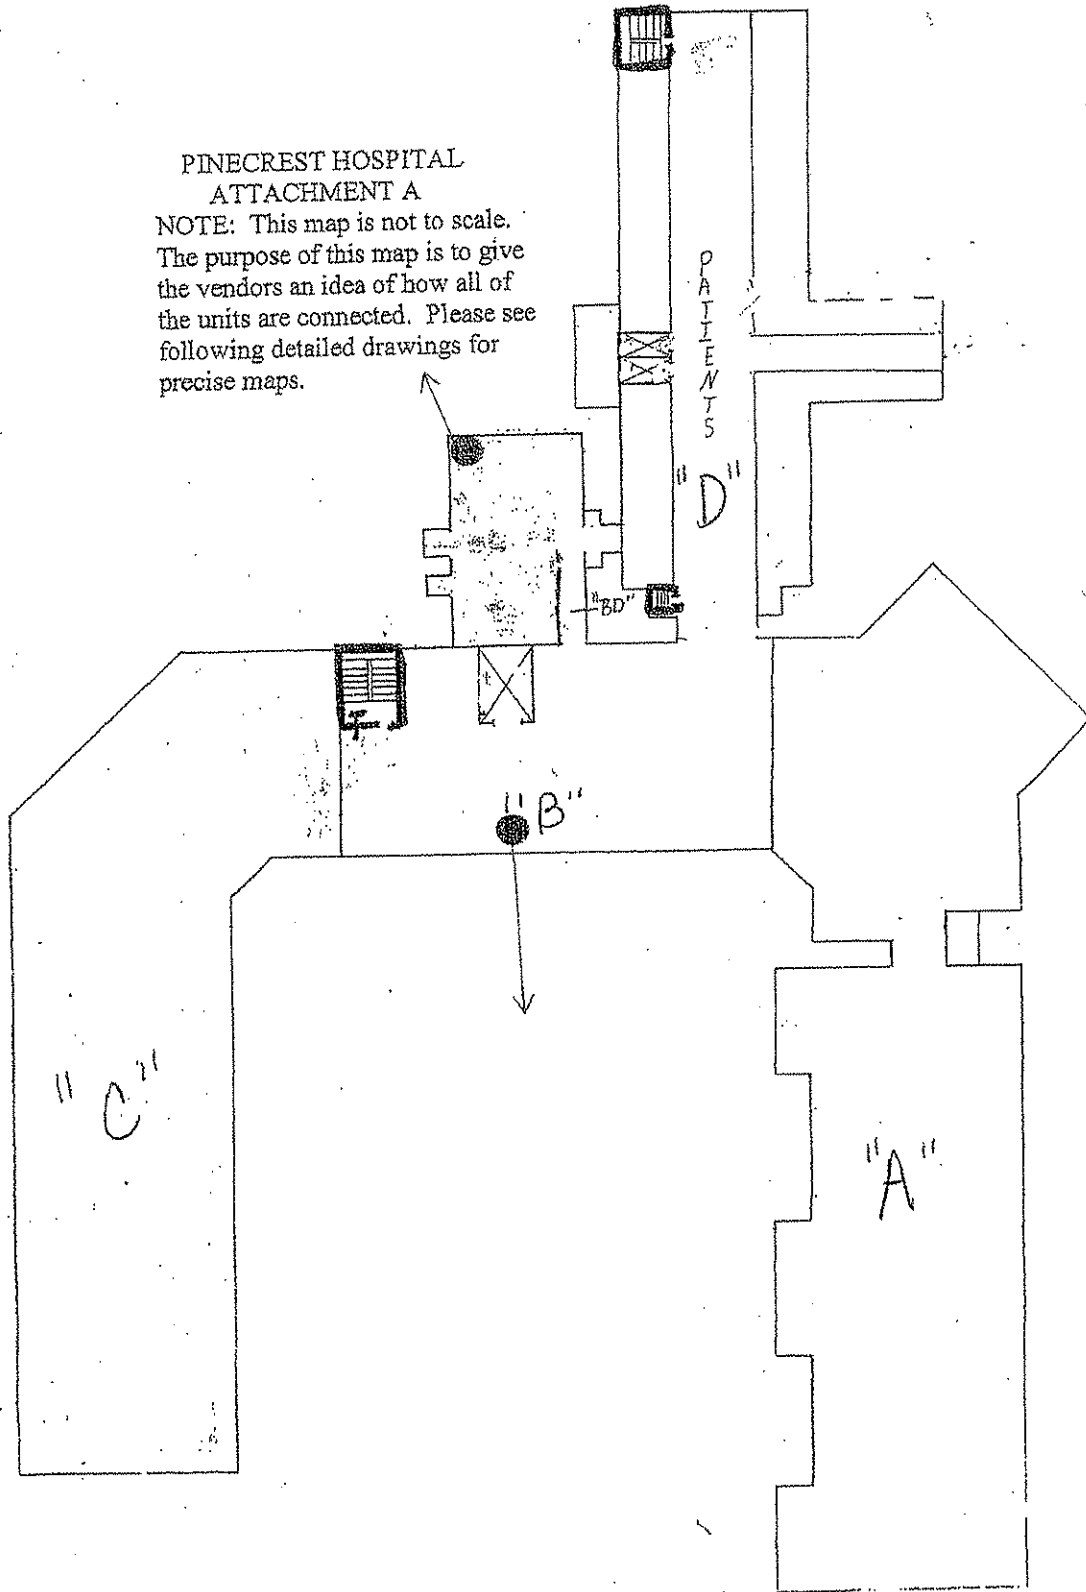 PINECREST HOSPITAL
ATTACHMENT A
NOTE: This map is not to scale.
The purpose of this map is to give
the vendors an idea of how all of
the units are connected. Please see
following detailed drawings for
precise maps.
PATIENTS
"D"
"BD"
"B"
"C"
"A"